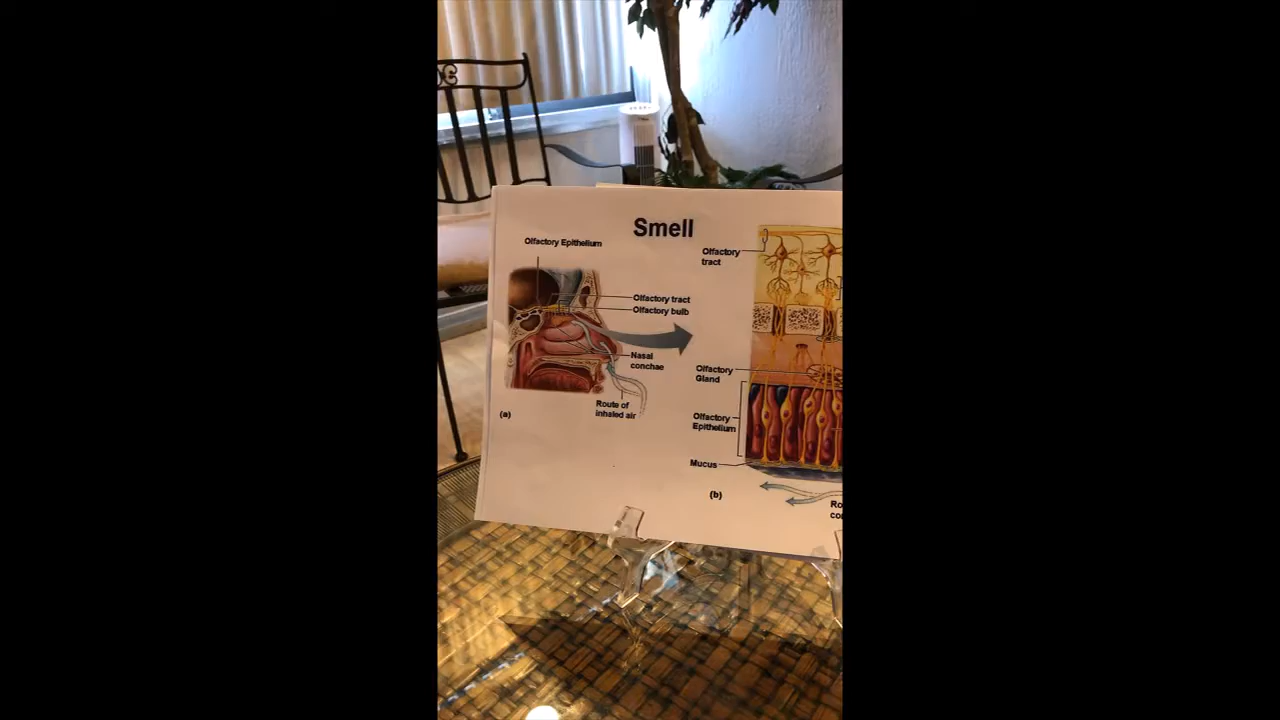 Smell
Olfactory Epithelium
Olfactory tract
Olfactory bulb
Nasal
conchae
Route of
inhaled air
(a)
Olfactory
tract
Olfactory
Gland
Olfactory
Epithelium
Mucus
(b)